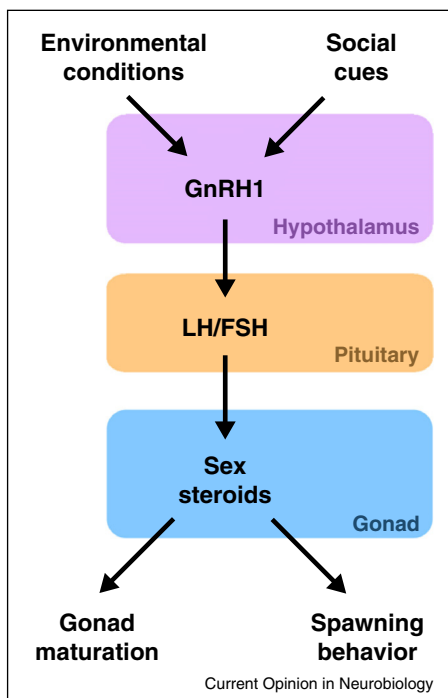 Environmental
conditions
Social
cues
GnRH1
Hypothalamus
LH/FSH
Pituitary
Sex
steroids
Gonad
Gonad
maturation
Spawning
behavior
Current Opinion in Neurobiology